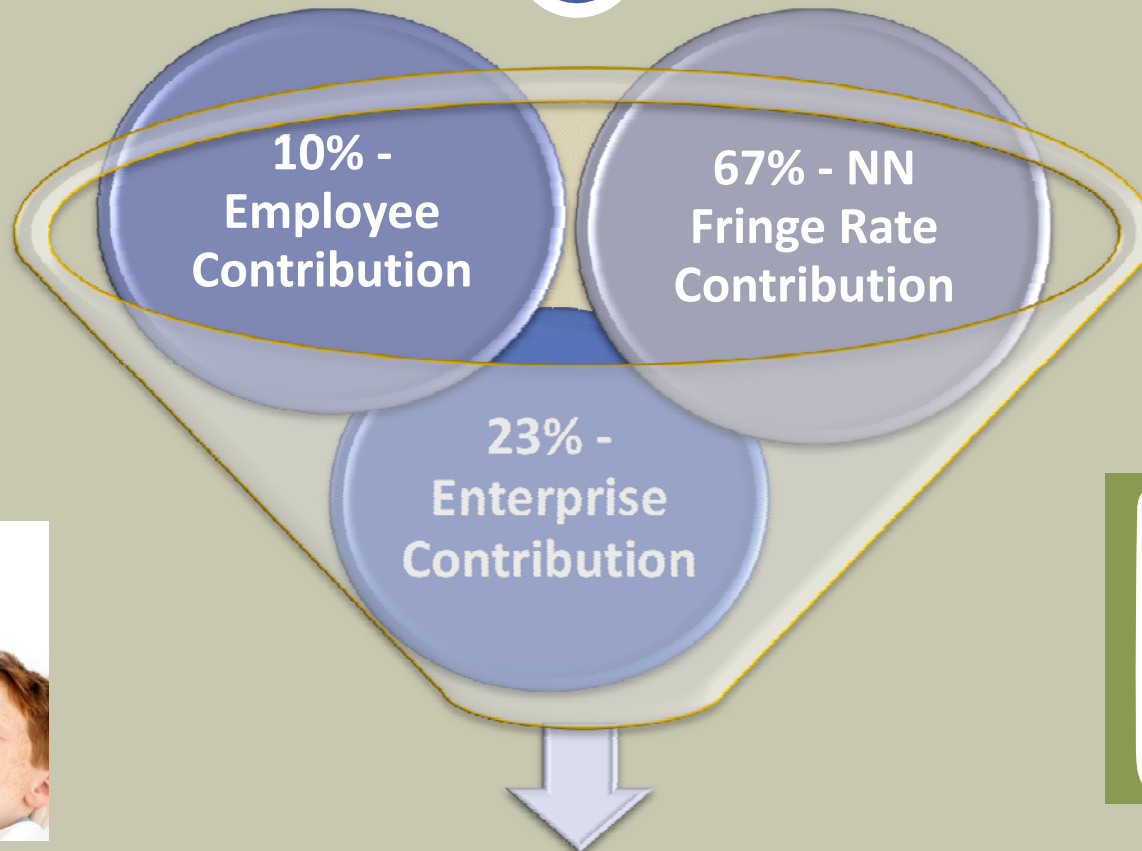 10% -
Employee
Contribution
67% - NN
Fringe Rate
Contribution
23% -
Enterprise
Contribution